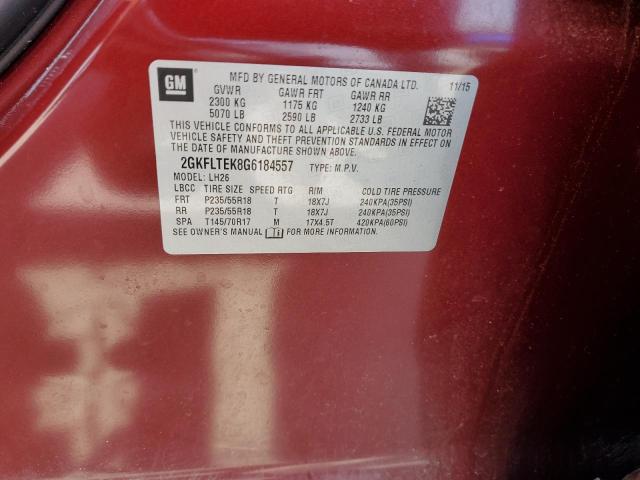 GM
MFD BY GENERAL MOTORS OF CANADA LTD. 11/15
GVWR GAWR FRT GAWR RR
2300 KG 1175 KG 1240 KG
5070 LB 2590 LB 2733 LB
THIS VEHICLE CONFORMS TO ALL APPLICABLE U.S. FEDERAL MOTOR
VEHICLE SAFETY AND THEFT PREVENTION STANDARDS IN EFFECT ON
THE DATE OF MANUFACTURE SHOWN ABOVE.
2GKFLTEK8G6184557 TYPE: M.P.V.
MODEL: LH26
LBCC TIRE SIZE SPEED RTG RIM COLD TIRE PRESSURE
FRT P235/55R18 T 18X7J 240KPA(35PSI)
RR P235/55R18 T 18X7J 240KPA(35PSI)
SPA T145/70R17 M 17X4.5T 420KPA(60PSI)
SEE OWNER'S MANUAL FOR MORE INFORMATION.